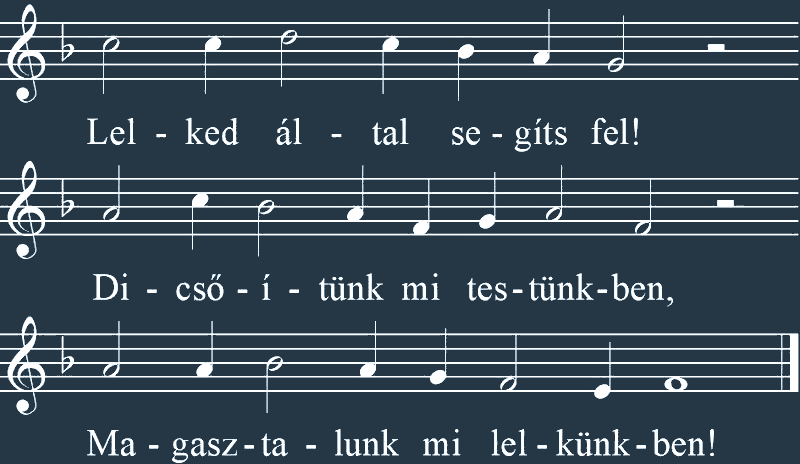 Lel - ked ál - tal se - gíts fel!
Di - cső - í - tünk mi tes - tünk - ben,
Ma - gasz - ta - lunk mi lel - künk - ben!